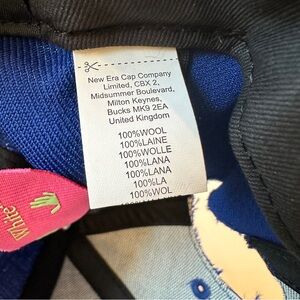 New Era Cap Company
Limited, CBX 2,
Midsummer Boulevard,
Milton Keynes,
Bucks MK9 2EA
United Kingdom
100%WOOL
100%LAINE
100%WOLLE
100%LANA
100%LANA
100%LA
100%WOL
White